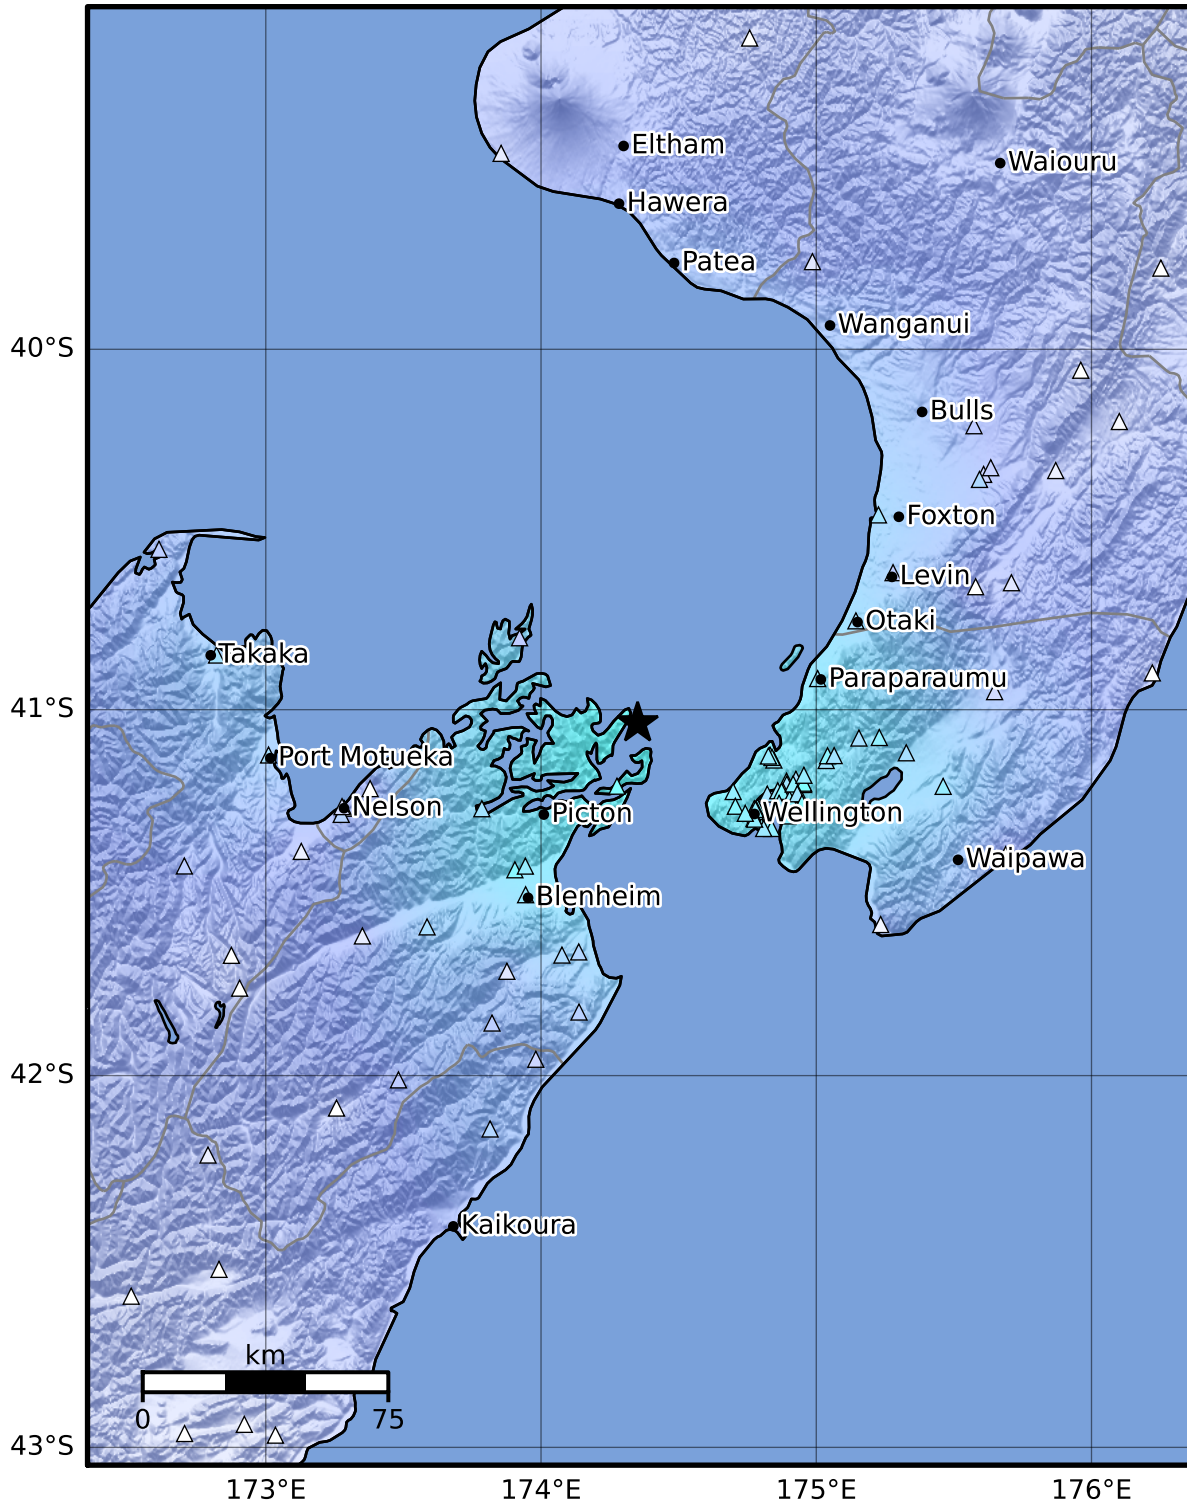 Eltham
Waiouru
Hawera
Patea
Wanganui
40°S
Bulls
Foxton
Levin
Otaki
Takaka
Paraparaumu
41°S
Port Motueka
Nelson
Picton
Wellington
Waipawa
Blenheim
42°S
Kaikoura
km
0 75
43°S
173°E 174°E 175°E 176°E